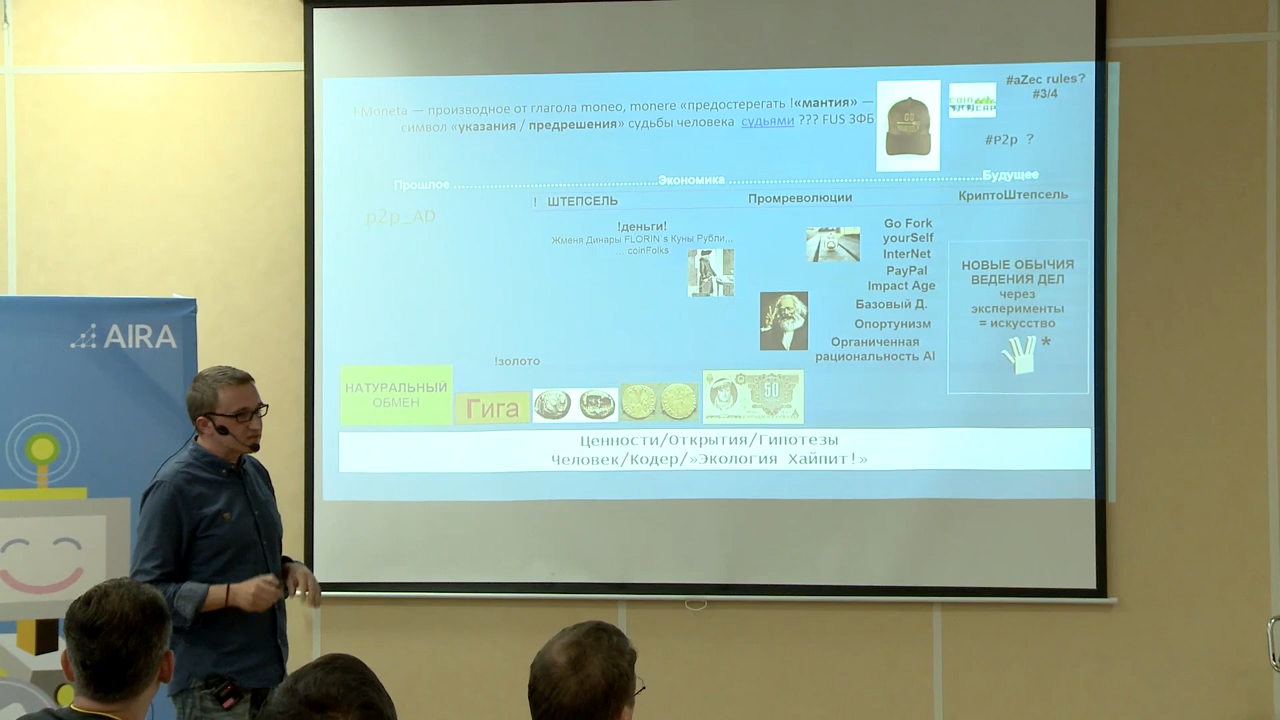 ! Moneta — производное от глагола moneo, monere «предостерегать !«мантия» —
символ «указания / предрешения» судьбы человека судьями ??? FUS ЗФБ
#aZec rules?
#3/4
#P2p ?
COIN
CAP
GO
Прошлое ... Экономика ... Будущее
! ШТЕПСЕЛЬ
Промреволюции
КриптоШтепсель
p2p_AD
!деньги!
Жменя Динары FLORIN`s Куны Рубли...
... coinFolks
Go Fork
yourSelf
InterNet
PayPal
Impact Age
Базовый Д.
Опортунизм
Органиченная
рациональность AI
НОВЫЕ ОБЫЧИЯ
ВЕДЕНИЯ ДЕЛ
через
эксперименты
= искусство
*
!золото
НАТУРАЛЬНЫЙ
ОБМЕН
Гига
50
Ценности/Открытия/Гипотезы
Человек/Кодер/»Экология Хайпит!»
AIRA